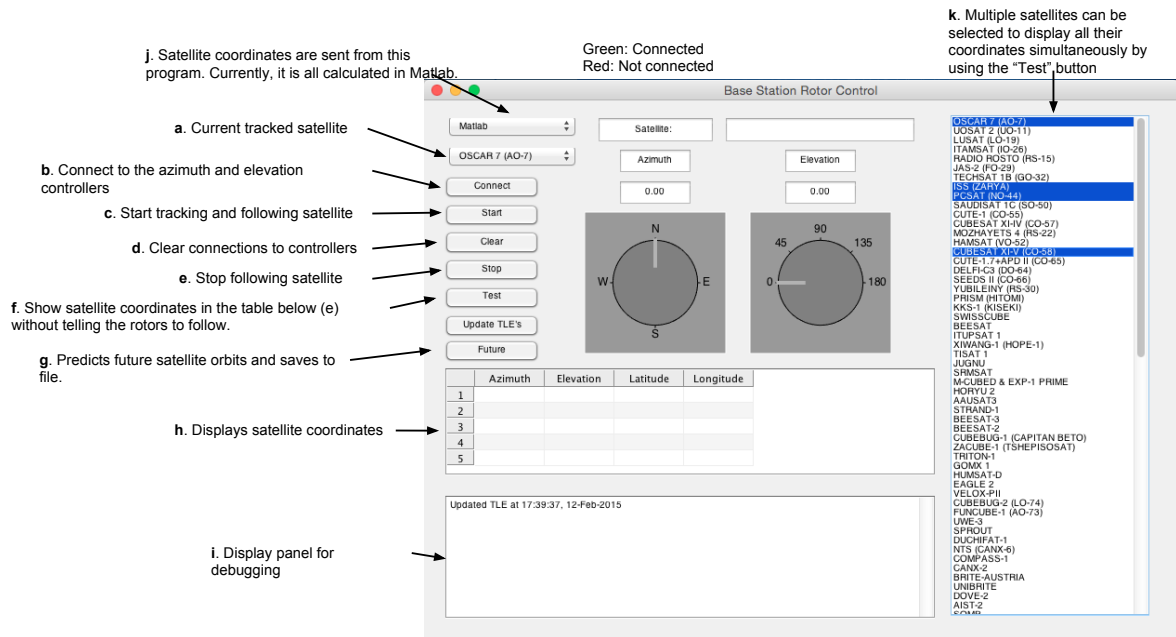 k. Multiple satellites can be
selected to display all their
coordinates simultaneously by
using the “Test” button
j. Satellite coordinates are sent from this
program. Currently, it is all calculated in Matlab.
Green: Connected
Red: Not connected
a. Current tracked satellite
b. Connect to the azimuth and elevation
controllers
c. Start tracking and following satellite
d. Clear connections to controllers
e. Stop following satellite
f. Show satellite coordinates in the table below (e)
without telling the rotors to follow.
g. Predicts future satellite orbits and saves to
file.
h. Displays satellite coordinates
i. Display panel for
debugging
Base Station Rotor Control
Matlab
OSCAR 7 (AO-7)
Connect
Start
Clear
Stop
Test
Update TLE's
Future
Satellite:
Azimuth
Elevation
0.00
0.00
N
W
E
S
0
45
90
135
180
Azimuth Elevation Latitude Longitude
1
2
3
4
5
Updated TLE at 17:39:37, 12-Feb-2015
OSCAR 7 (AO-7)
UOSAT 2 (UO-11)
LUSAT (LO-19)
ITAMSAT (IO-26)
RADIO ROSTO (RS-15)
JAS-2 (FO-29)
TECHSAT 1B (GO-32)
ISS (ZARYA)
PCSAT (NO-44)
SAUDISAT 1C (SO-50)
CUTE-1 (CO-55)
CUBESAT XI-IV (CO-57)
MOZHAYETS 4 (RS-22)
HAMSAT (VO-52)
CUBESAT XI-V (CO-58)
CUTE-1.7+APD II (CO-65)
DELFI-C3 (DO-64)
SEEDS II (CO-66)
YUBILEINY (RS-30)
PRISM (HITOMI)
KKS-1 (KISEKI)
SWISSCUBE
BEESAT
ITUPSAT 1
XIWANG-1 (HOPE-1)
TISAT 1
JUGNU
SRMSAT
M-CUBED & EXP-1 PRIME
HORYU 2
AAUSAT3
STRAND-1
BEESAT-3
BEESAT-2
CUBEBUG-1 (CAPITAN BETO)
ZACUBE-1 (TSHEPISOSAT)
TRITON-1
GOMX 1
HUMSAT-D
EAGLE 2
VELOX-PII
CUBEBUG-2 (LO-74)
FUNCUBE-1 (AO-73)
UWE-3
SPROUT
DUCHIFAT-1
NTS (CANX-6)
COMPASS-1
CANX-2
BRITE-AUSTRIA
UNIBRITE
DOVE-2
AIST-2